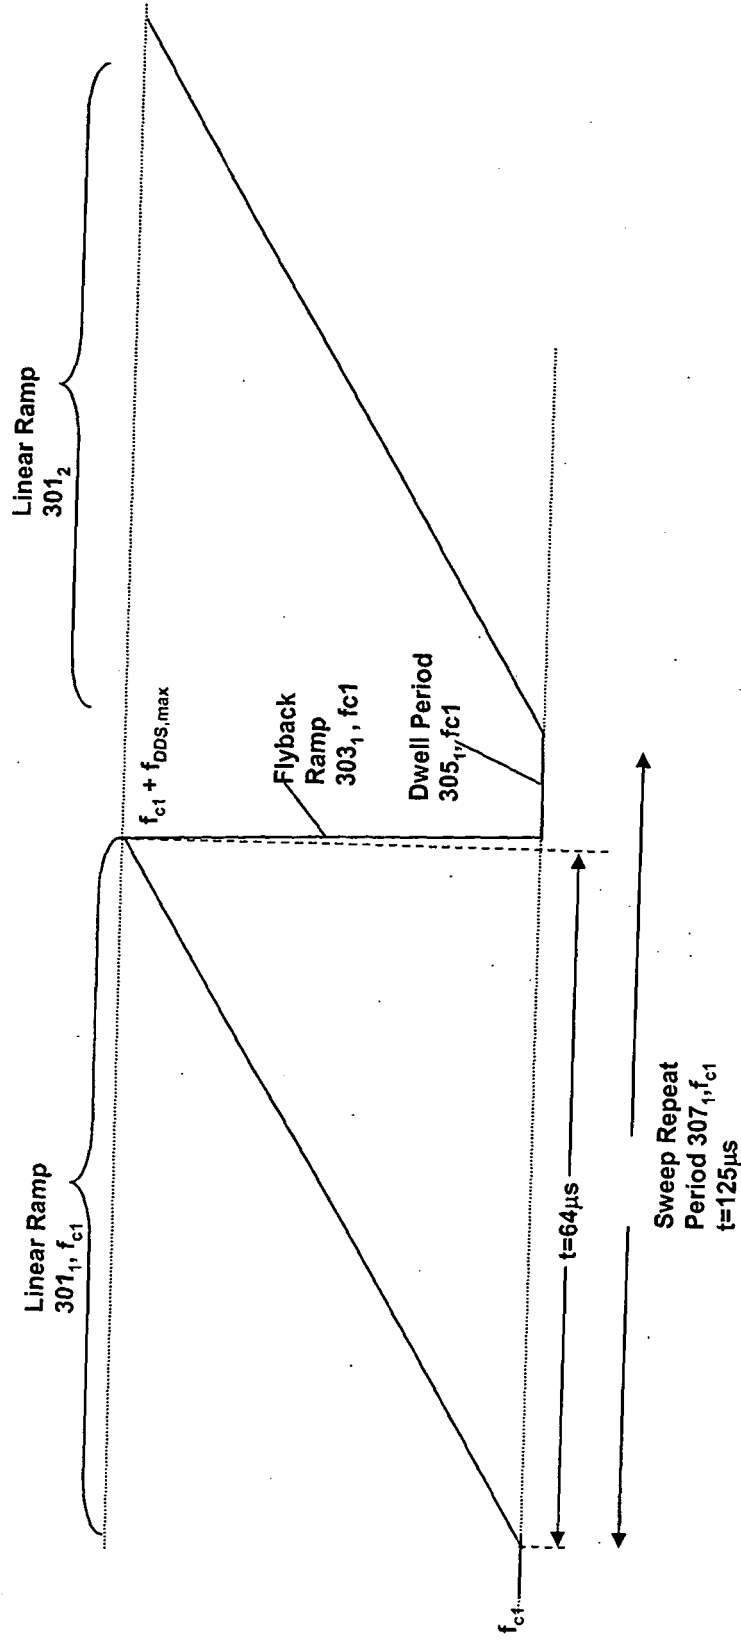 Linear Ramp
301₁, f_c1
Linear Ramp
301₂
f_c1 + f_DDS,max
Flyback
Ramp
303₁, fc1
Dwell Period
305₁, fc1
f_c1
t=64µs
Sweep Repeat
Period 307₁,f_c1
t=125µs